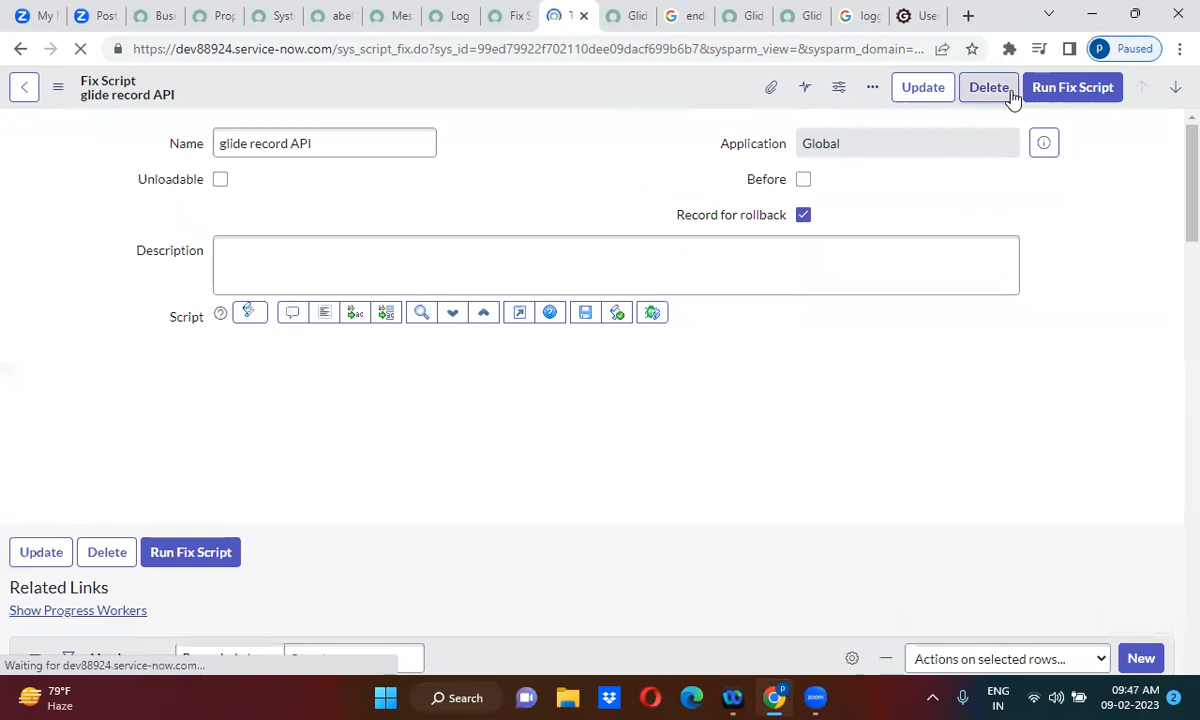 My
Post
Busi
Prop
Syst
abel
Mes
Log
Fix S
T
Glid
end
Glid
Glid
logg
Use
https://dev88924.service-now.com/sys_script_fix.do?sys_id=99ed79922f702110dee09dacf699b6b7&sysparm_view=&sysparm_domain=...
P Paused
Fix Script
glide record API
Update
Delete
Run Fix Script
Name
glide record API
Application
Global
Unloadable
Before
Record for rollback
Description
Script
Update
Delete
Run Fix Script
Related Links
Show Progress Workers
Actions on selected rows...
New
Waiting for dev88924.service-now.com...
79°F
Haze
Search
zoom
ENG
IN
09:47 AM
09-02-2023
2